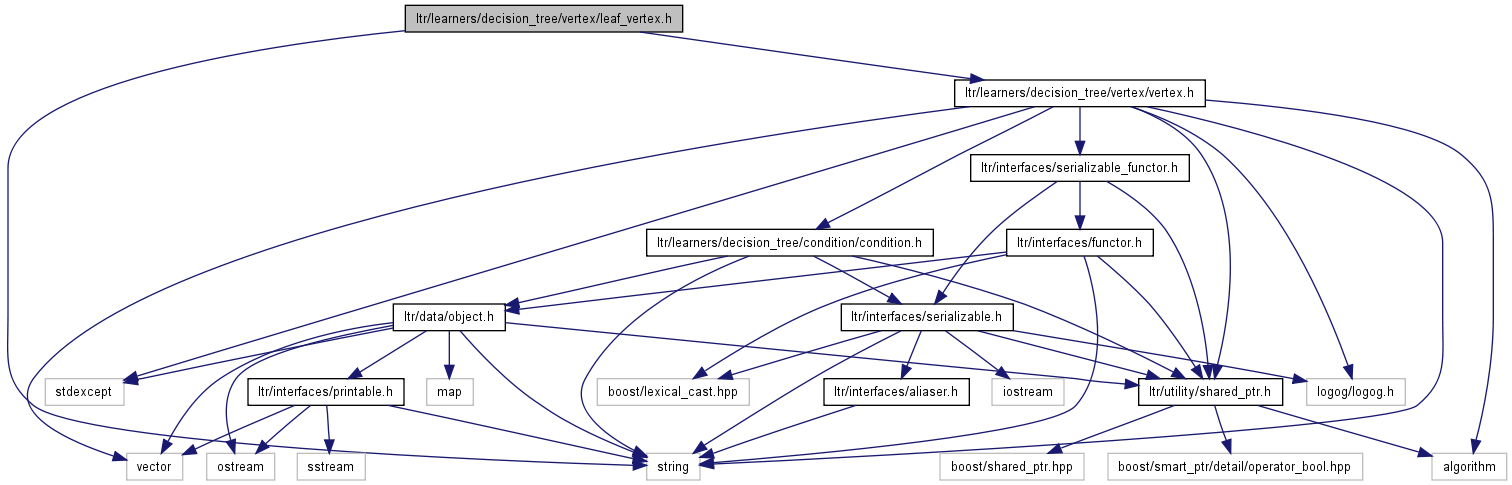 ltr/learners/decision_tree/vertex/leaf_vertex.h
ltr/learners/decision_tree/vertex/vertex.h
ltr/interfaces/serializable_functor.h
ltr/learners/decision_tree/condition/condition.h
ltr/interfaces/functor.h
ltr/data/object.h
ltr/interfaces/serializable.h
stdexcept
ltr/interfaces/printable.h
map
boost/lexical_cast.hpp
ltr/interfaces/aliaser.h
iostream
ltr/utility/shared_ptr.h
logog/logog.h
vector
ostream
sstream
string
boost/shared_ptr.hpp
boost/smart_ptr/detail/operator_bool.hpp
algorithm